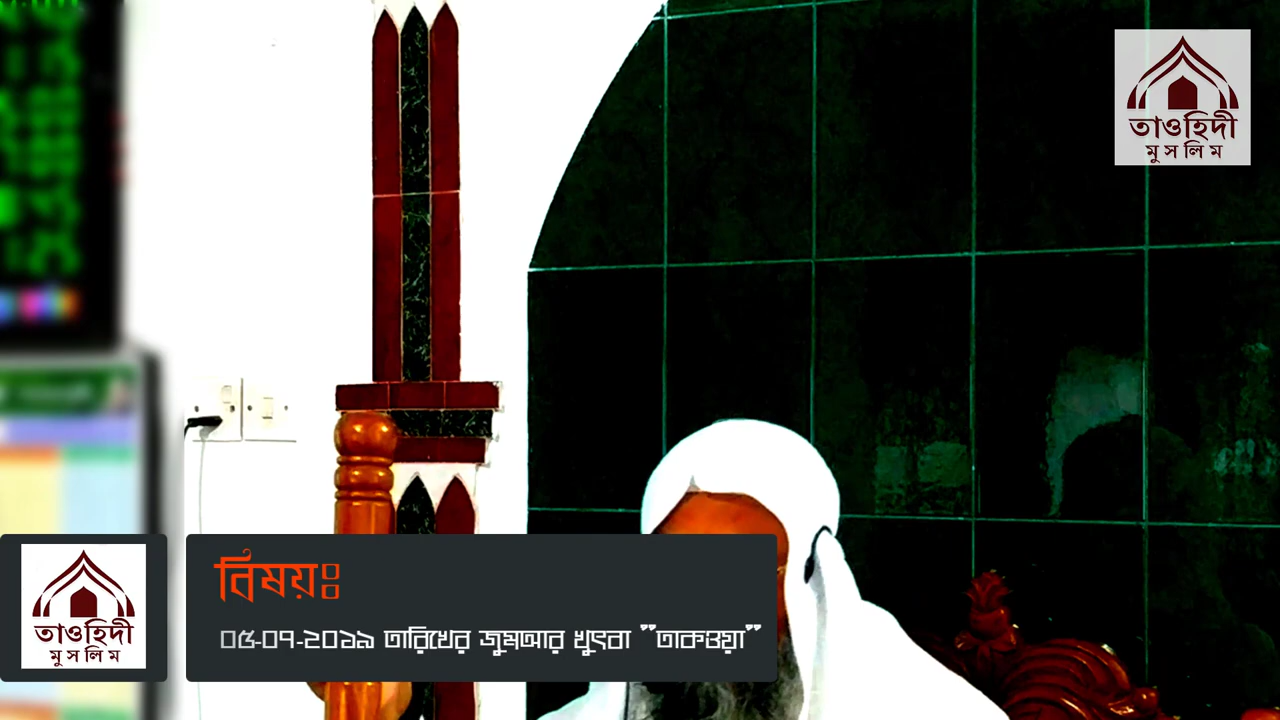 তাওহিদী
মুসলিম
তাওহিদী
মুসলিম
বিষয়ঃ
০৫-০৭-২০১৯ তারিখের জুমআর খুৎবা "তাকওয়া"